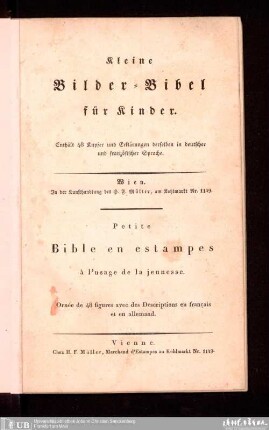 Kleine
Bilder-Bibel
für Kinder.
Enthält 48 Kupfer und Erklärungen derselben in deutscher
und französischer Sprache.
Wien.
In der Kunsthandlung des H. F. Müller, am Kohlmarkt Nr. 1149
Petite
Bible en estampes
à l'usage de la jeunesse.
Ornée de 48 figures avec des Descriptions en français
et en allemand.
Vienne.
Chez H. F. Müller, Marchand d'Estampes au Kohlmarkt Nr. 1149
UB